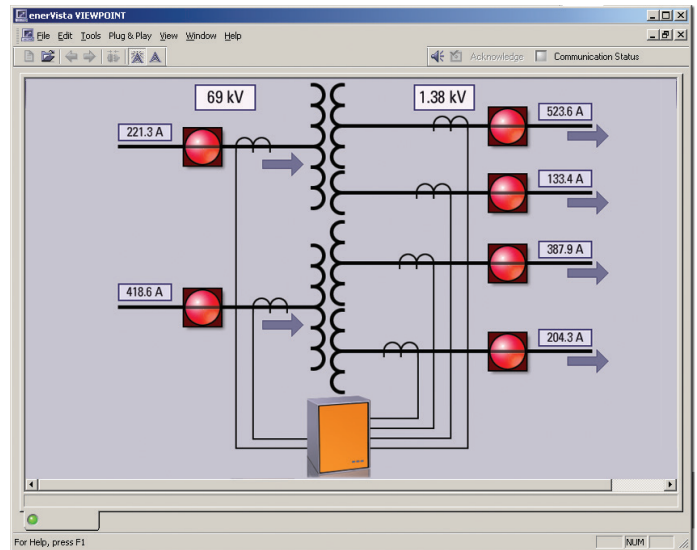 enerVista VIEWPOINT
File Edit Tools Plug & Play View Window Help
Acknowledge Communication Status
69 kV 1.38 kV
523.6 A
221.3 A
133.4 A
387.9 A
418.6 A
204.3 A
For Help, press F1 NUM